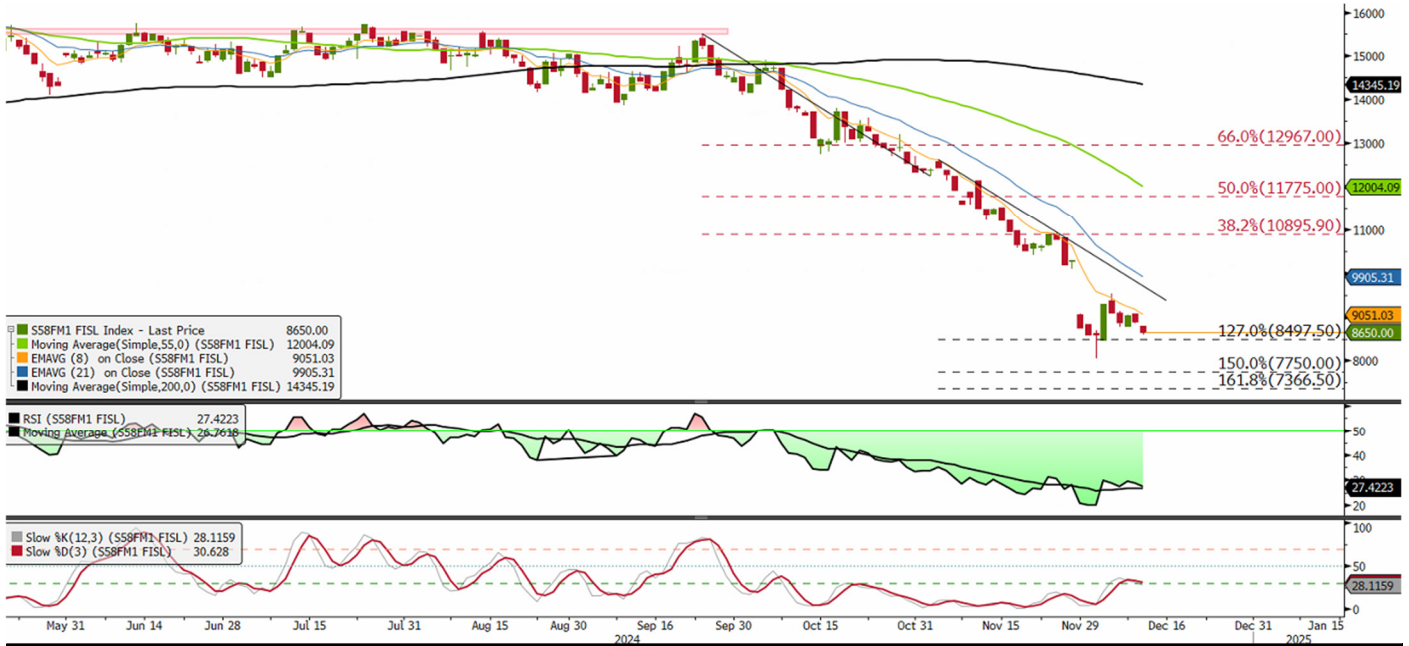 16000
15000
14345.19
14000
66.0%(12967.00)
13000
12004.09
50.0%(11775.00)
38.2%(10895.90)
11000
9905.31
9051.03
127.0%(8497.50)
8650.00
8000
150.0%(7750.00)
161.8%(7366.50)
S58FM1 FISL Index - Last Price 8650.00
Moving Average(Simple,55,0) (S58FM1 FISL) 12004.09
EMAVG (8) on Close (S58FM1 FISL) 9051.03
EMAVG (21) on Close (S58FM1 FISL) 9905.31
Moving Average(Simple,200,0) (S58FM1 FISL) 14345.19
RSI (S58FM1 FISL) 27.4223
Moving Average (S58FM1 FISL) 26.7618
50
40
27.4223
20
Slow %K(12,3) (S58FM1 FISL) 28.1159
Slow %D(3) (S58FM1 FISL) 30.628
100
50
28.1159
0
May 31 Jun 14 Jun 28 Jul 15 Jul 31 Aug 15 Aug 30 Sep 16 Sep 30 Oct 15 Oct 31 Nov 15 Nov 29 Dec 16 Dec 31 Jan 15
2024 2025